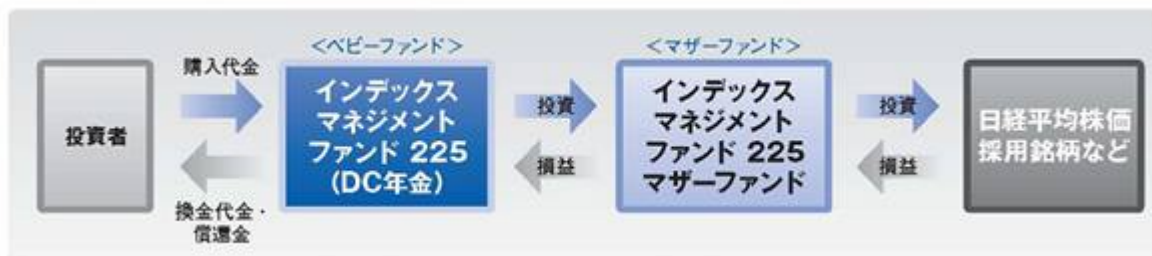 <ベビーファンド>
<マザーファンド>
購入代金
投資者
換金代金・
償還金
インデックス
マネジメント
ファンド 225
(DC年金)
投資
損益
インデックス
マネジメント
ファンド 225
マザーファンド
投資
損益
日経平均株価
採用銘柄など